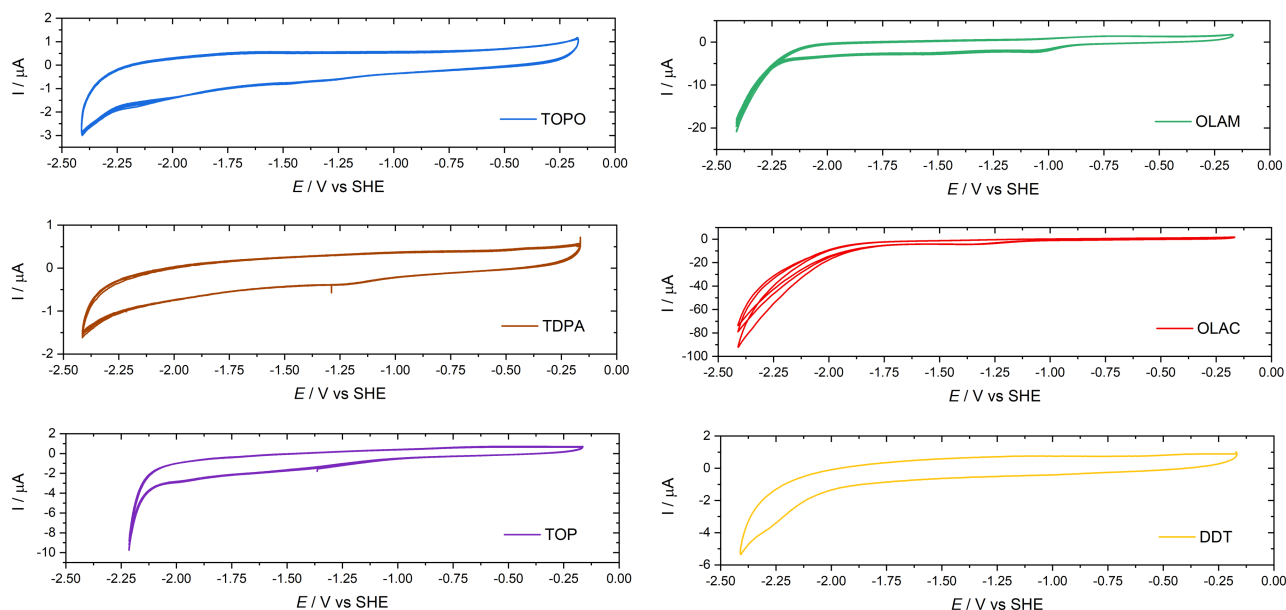 2
1
0
-1
-2
-3
I / µA
TOPO
-2.50 -2.25 -2.00 -1.75 -1.50 -1.25 -1.00 -0.75 -0.50 -0.25 0.00
E / V vs SHE
0
-10
-20
I / µA
OLAM
-2.50 -2.25 -2.00 -1.75 -1.50 -1.25 -1.00 -0.75 -0.50 -0.25 0.00
E / V vs SHE
1
0
-1
-2
I / µA
TDPA
-2.50 -2.25 -2.00 -1.75 -1.50 -1.25 -1.00 -0.75 -0.50 -0.25 0.00
E / V vs SHE
0
-20
-40
-60
-80
-100
I / µA
OLAC
-2.50 -2.25 -2.00 -1.75 -1.50 -1.25 -1.00 -0.75 -0.50 -0.25 0.00
E / V vs SHE
2
0
-2
-4
-6
-8
-10
I / µA
TOP
-2.50 -2.25 -2.00 -1.75 -1.50 -1.25 -1.00 -0.75 -0.50 -0.25 0.00
E / V vs SHE
2
0
-2
-4
-6
I / µA
DDT
-2.50 -2.25 -2.00 -1.75 -1.50 -1.25 -1.00 -0.75 -0.50 -0.25 0.00
E / V vs SHE